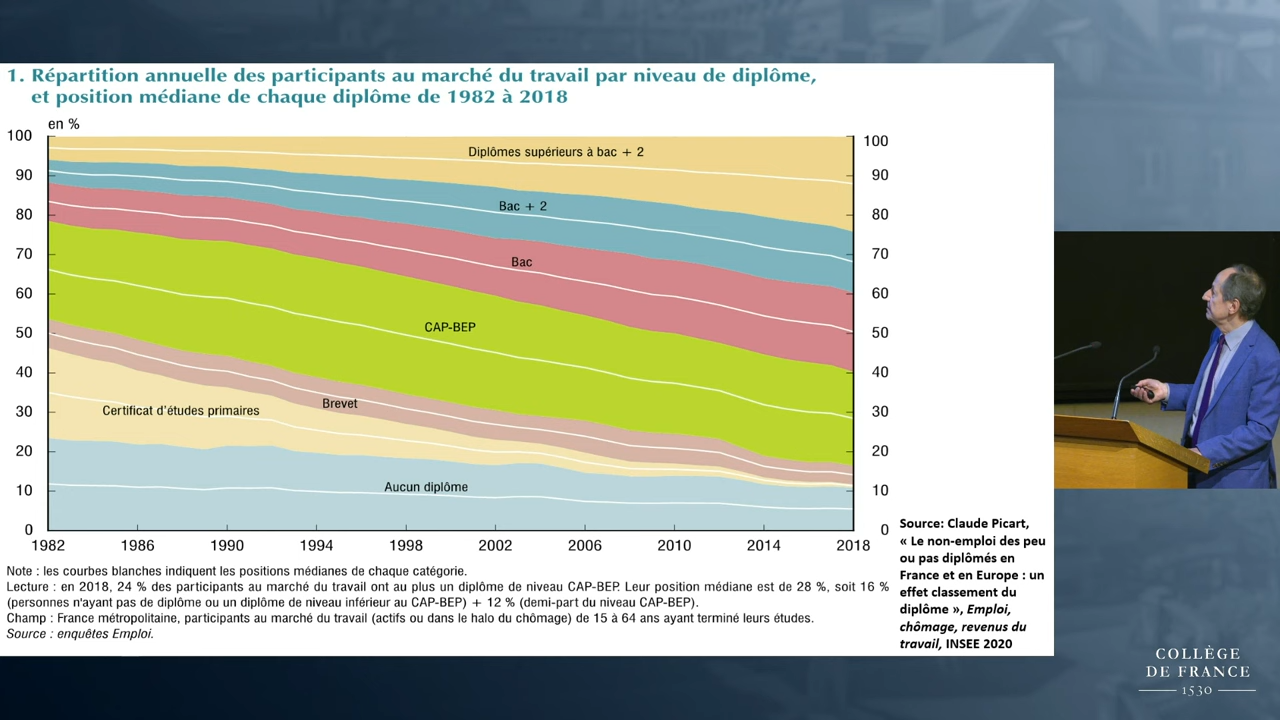 1. Répartition annuelle des participants au marché du travail par niveau de diplôme,
et position médiane de chaque diplôme de 1982 à 2018
en %
100
90
80
70
60
50
40
30
20
10
0
100
90
80
70
60
50
40
30
20
10
0
Diplômes supérieurs à bac + 2
Bac + 2
Bac
CAP-BEP
Brevet
Certificat d'études primaires
Aucun diplôme
1982 1986 1990 1994 1998 2002 2006 2010 2014 2018
Note : les courbes blanches indiquent les positions médianes de chaque catégorie.
Lecture : en 2018, 24 % des participants au marché du travail ont au plus un diplôme de niveau CAP-BEP. Leur position médiane est de 28 %, soit 16 %
(personnes n'ayant pas de diplôme ou un diplôme de niveau inférieur au CAP-BEP) + 12 % (demi-part du niveau CAP-BEP).
Champ : France métropolitaine, participants au marché du travail (actifs ou dans le halo du chômage) de 15 à 64 ans ayant terminé leurs études.
Source : enquêtes Emploi.
Source: Claude Picart,
« Le non-emploi des peu
ou pas diplômés en
France et en Europe : un
effet classement du
diplôme », Emploi,
chômage, revenus du
travail, INSEE 2020
COLLÈGE
DE FRANCE
1530